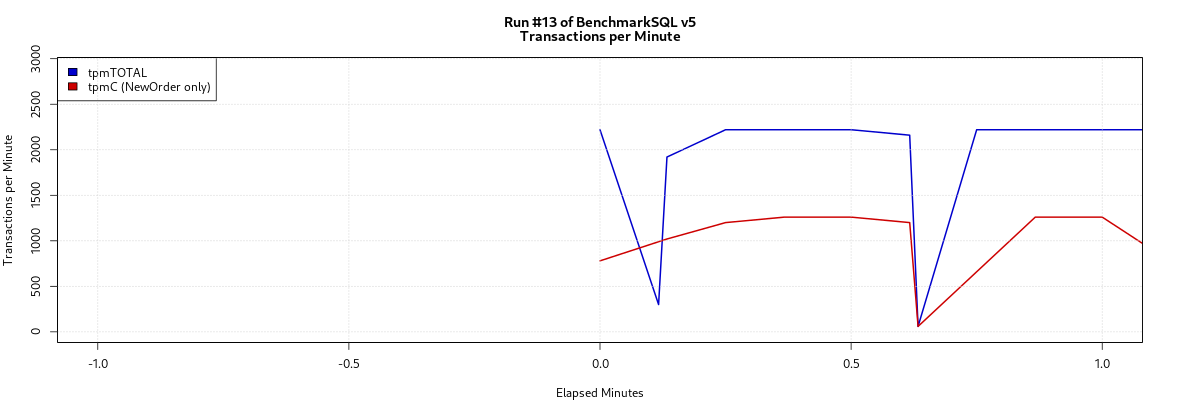 Run #13 of BenchmarkSQL v5
Transactions per Minute
tpmTOTAL
tpmC (NewOrder only)
Transactions per Minute
3000
2500
2000
1500
1000
500
0
-1.0 -0.5 0.0 0.5 1.0
Elapsed Minutes